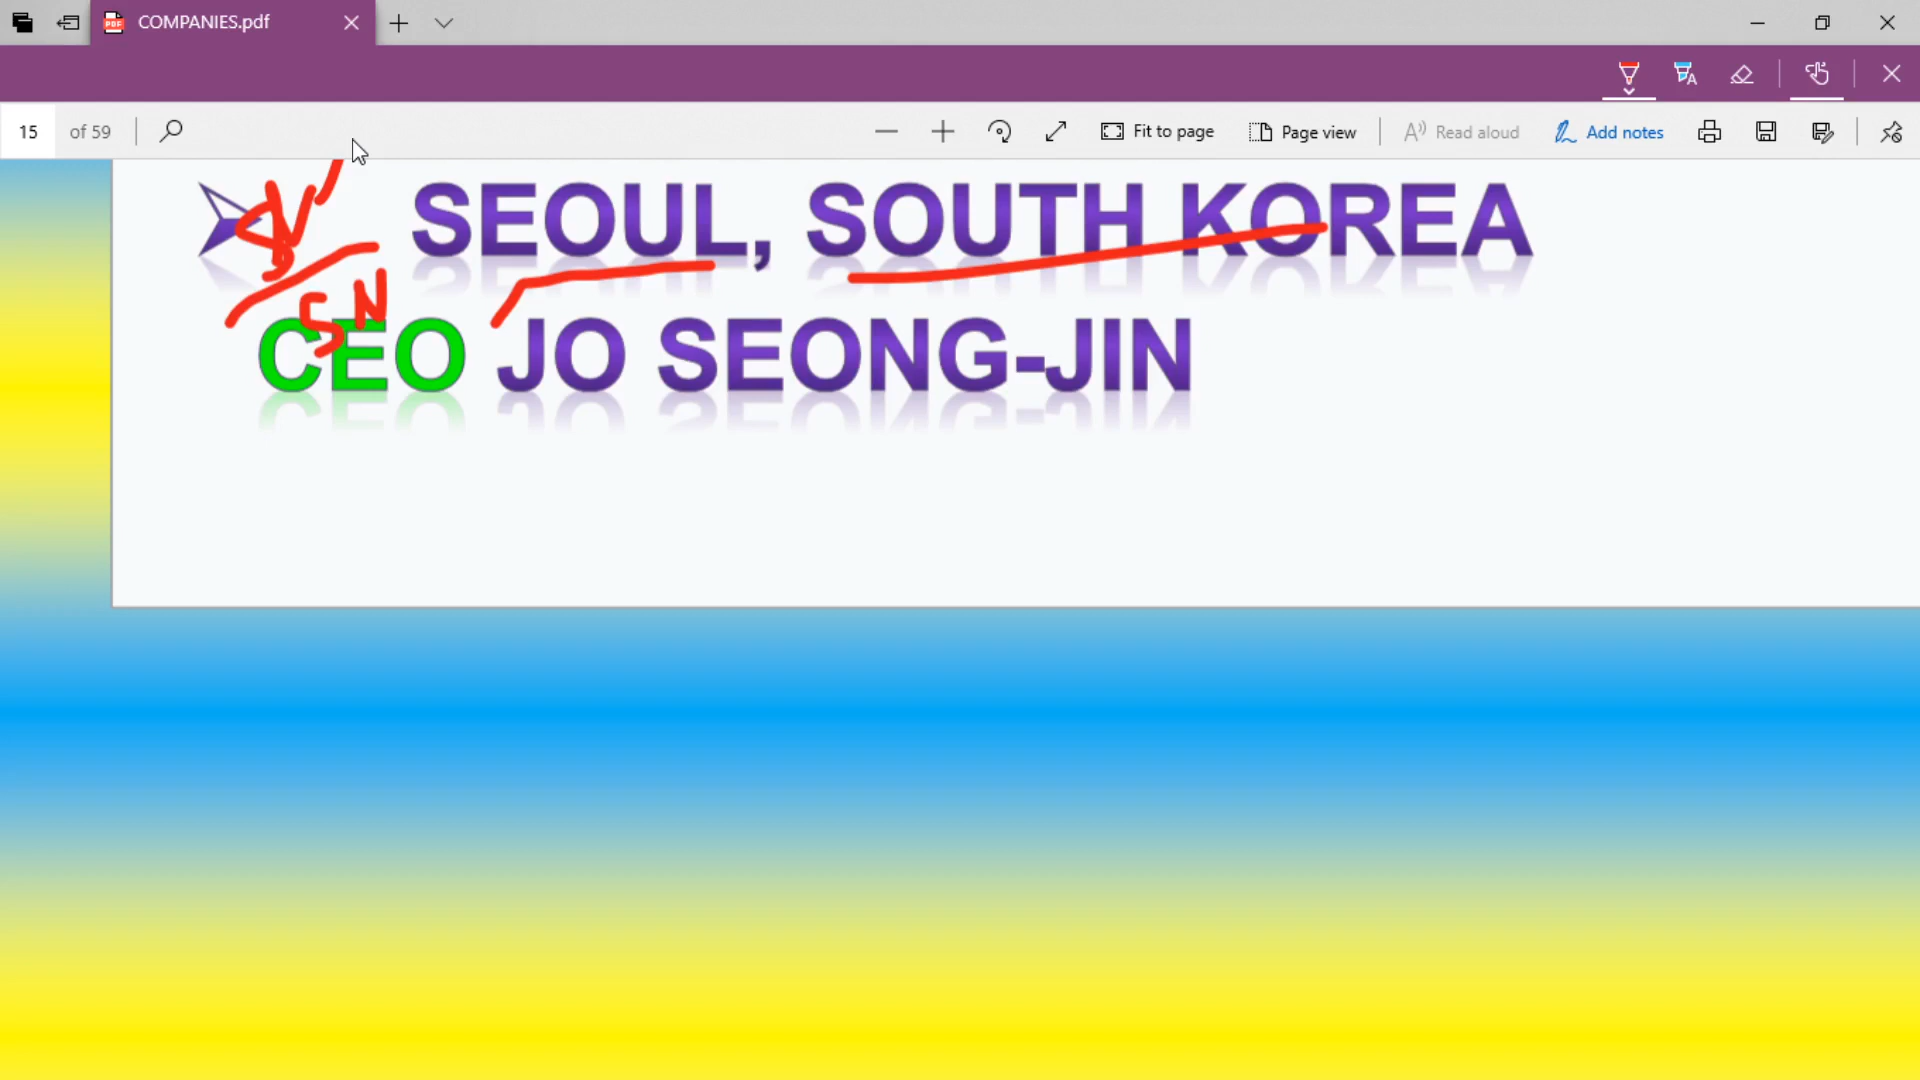 COMPANIES.pdf
15 of 59
Fit to page
Page view
Read aloud
Add notes
SEOUL, SOUTH KOREA
SN
CEO JO SEONG-JIN